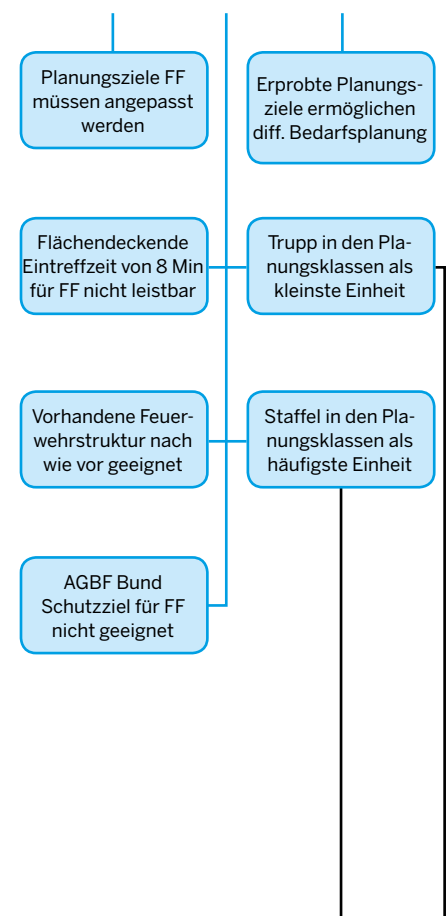 Planungsziele FF
müssen angepasst
werden
Erprobte Planungs-
ziele ermöglichen
diff. Bedarfsplanung
Flächendeckende
Eintreffzeit von 8 Min
für FF nicht leistbar
Trupp in den Pla-
nungsklassen als
kleinste Einheit
Vorhandene Feuer-
wehrstruktur nach
wie vor geeignet
Staffel in den Pla-
nungsklassen als
häufigste Einheit
AGBF Bund
Schutzziel für FF
nicht geeignet